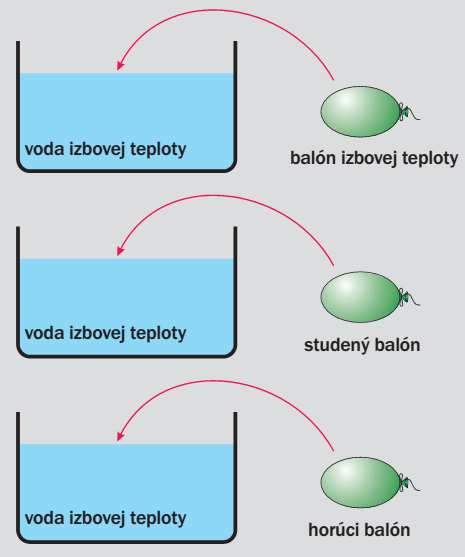 voda izbovej teploty
balón izbovej teploty
voda izbovej teploty
studený balón
voda izbovej teploty
horúci balón